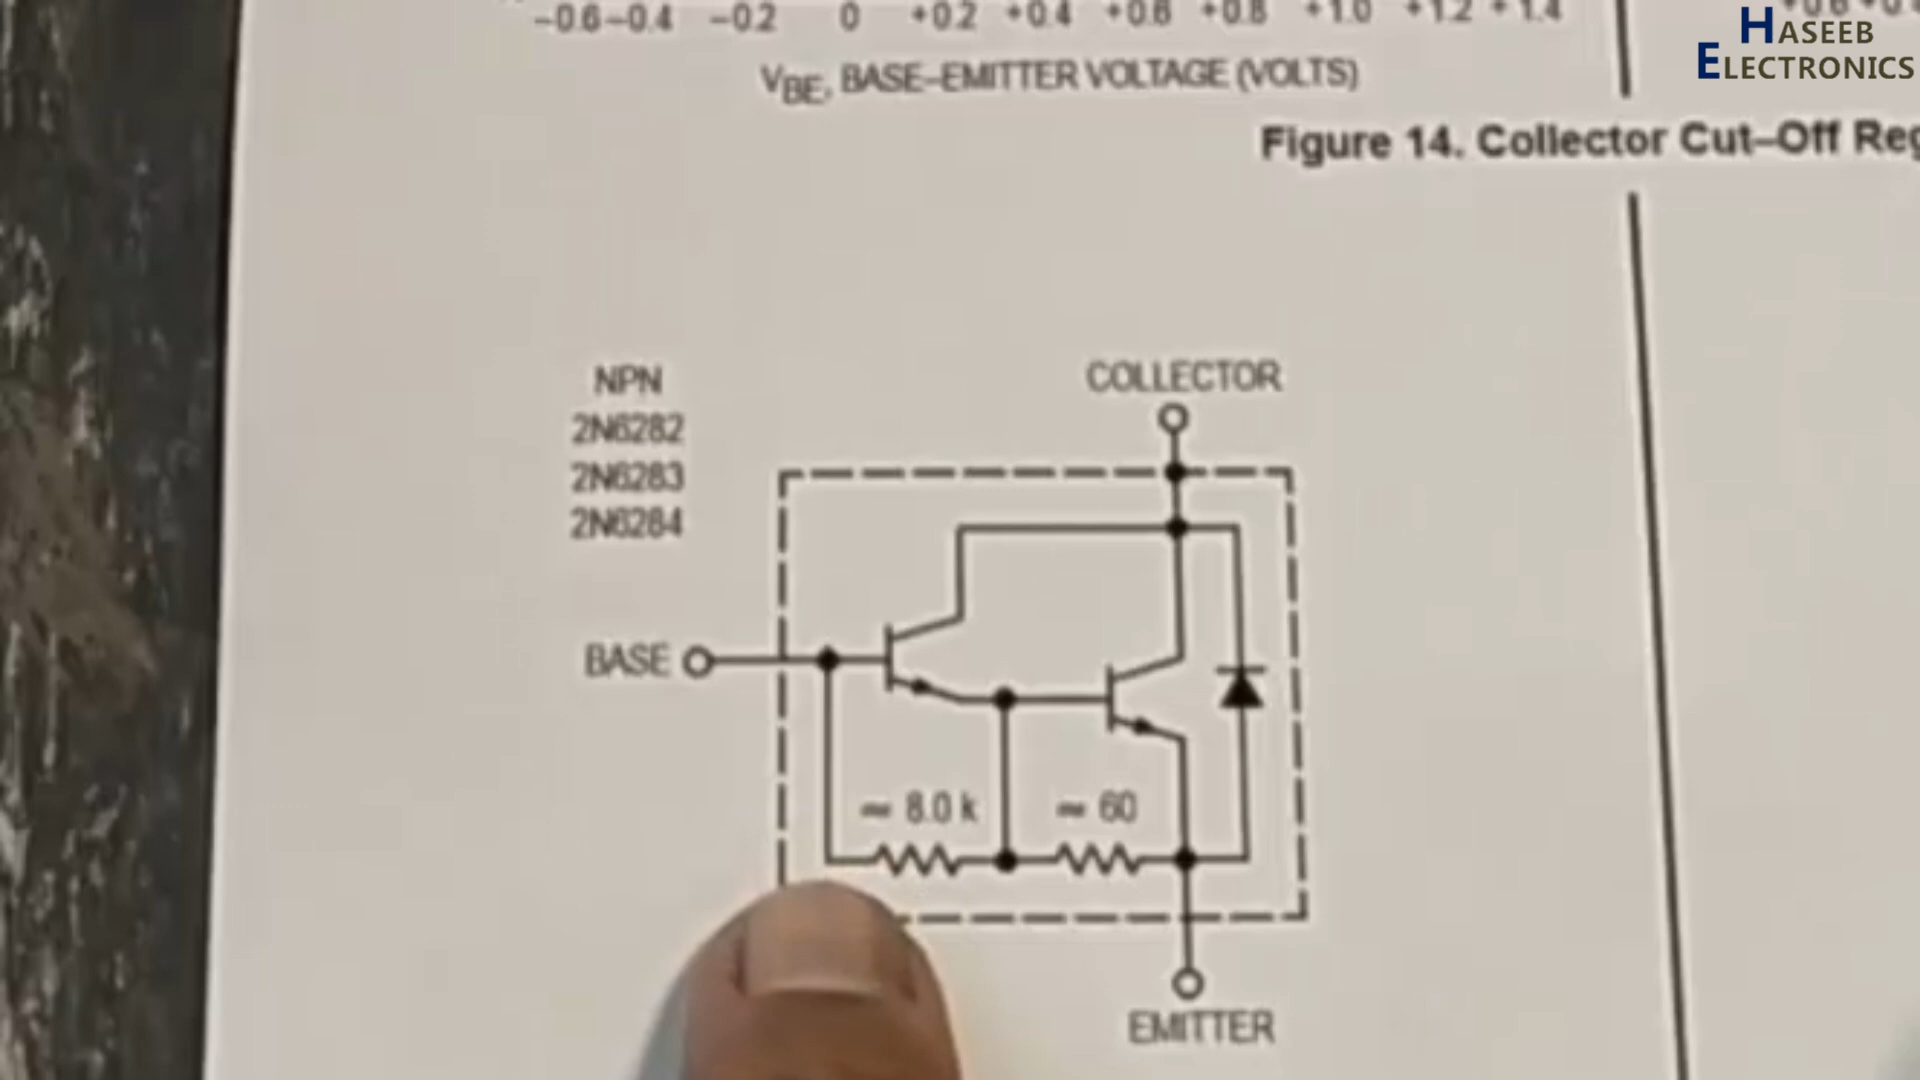 −0.6−0.4 −0.2 0 +0.2 +0.4 +0.6 +0.8 +1.0 +1.2 +1.4
VBE, BASE–EMITTER VOLTAGE (VOLTS)
HASEEB
ELECTRONICS
Figure 14. Collector Cut–Off
NPN
2N6282
2N6283
2N6284
COLLECTOR
BASE
≈ 8.0 k
≈ 60
EMITTER